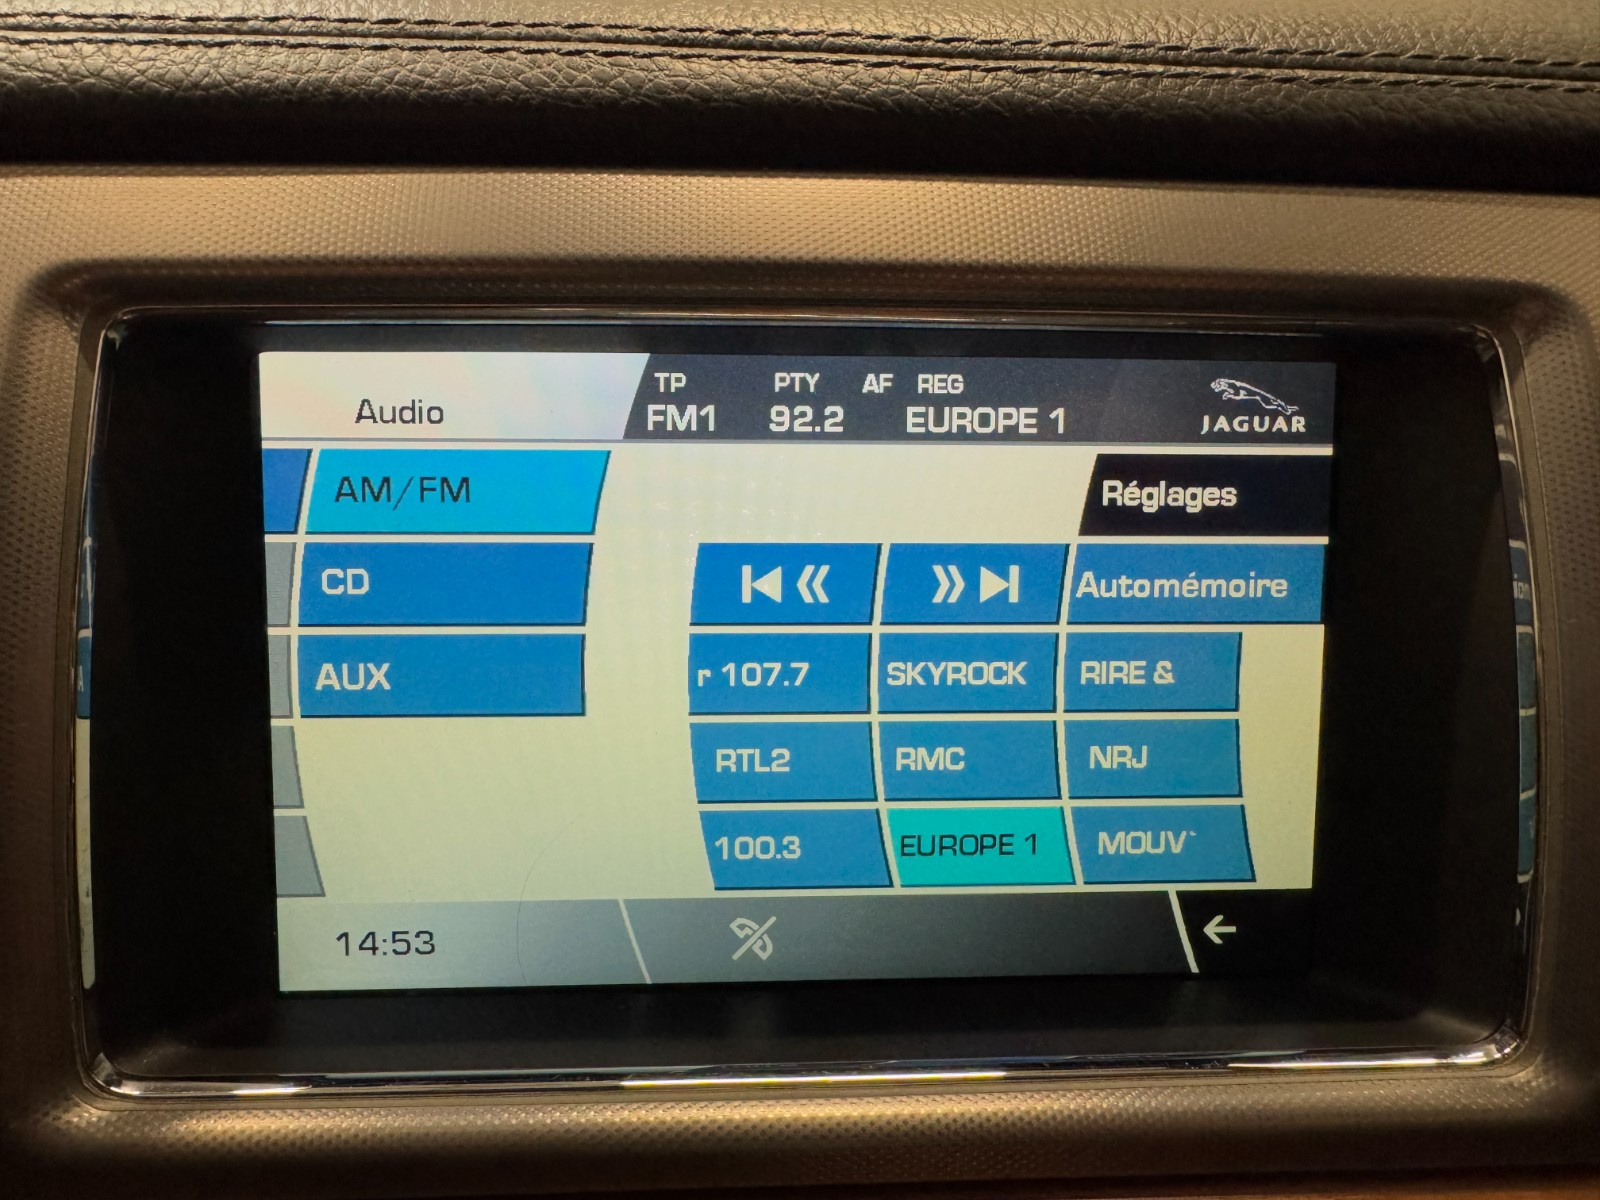 Audio
TP PTY AF REG
FM1 92.2 EUROPE 1
JAGUAR
AM/FM
Réglages
CD
Automémoire
AUX
r 107.7 SKYROCK RIRE &
RTL2 RMC NRJ
100.3 EUROPE 1 MOUV`
14:53